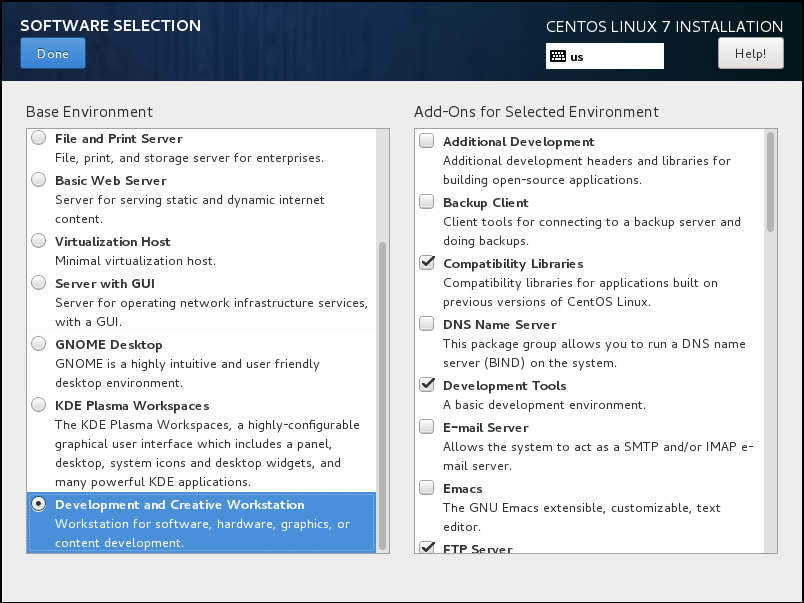 SOFTWARE SELECTION
CENTOS LINUX 7 INSTALLATION
Done
us
Help!
Base Environment
File and Print Server
File, print, and storage server for enterprises.
Basic Web Server
Server for serving static and dynamic internet
content.
Virtualization Host
Minimal virtualization host.
Server with GUI
Server for operating network infrastructure services,
with a GUI.
GNOME Desktop
GNOME is a highly intuitive and user friendly
desktop environment.
KDE Plasma Workspaces
The KDE Plasma Workspaces, a highly-configurable
graphical user interface which includes a panel,
desktop, system icons and desktop widgets, and
many powerful KDE applications.
Development and Creative Workstation
Workstation for software, hardware, graphics, or
content development.
Add-Ons for Selected Environment
Additional Development
Additional development headers and libraries for
building open-source applications.
Backup Client
Client tools for connecting to a backup server and
doing backups.
Compatibility Libraries
Compatibility libraries for applications built on
previous versions of CentOS Linux.
DNS Name Server
This package group allows you to run a DNS name
server (BIND) on the system.
Development Tools
A basic development environment.
E-mail Server
Allows the system to act as a SMTP and/or IMAP e-
mail server.
Emacs
The GNU Emacs extensible, customizable, text
editor.
FTP Server